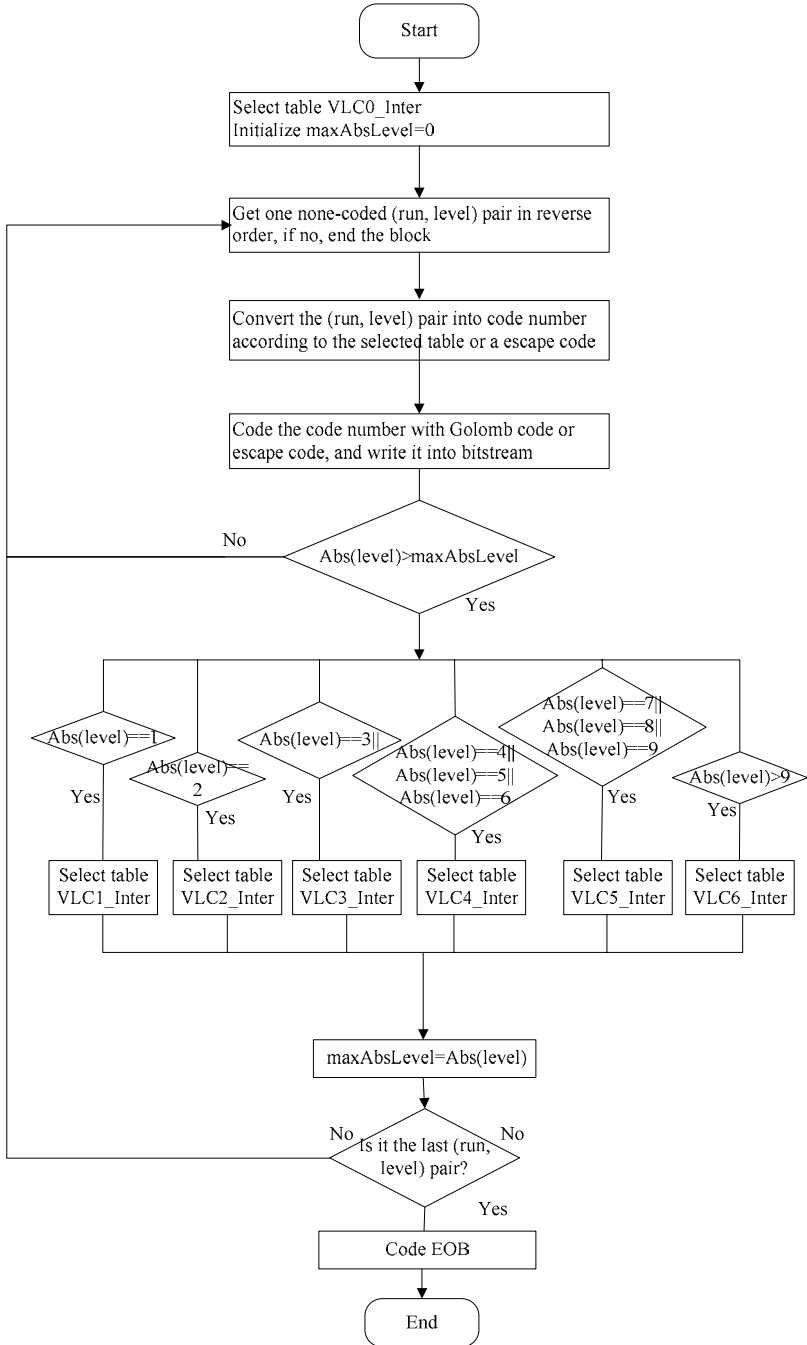 Start
Select table VLC0_Inter
Initialize maxAbsLevel=0
Get one none-coded (run, level) pair in reverse
order, if no, end the block
Convert the (run, level) pair into code number
according to the selected table or a escape code
Code the code number with Golomb code or
escape code, and write it into bitstream
No
Abs(level)>maxAbsLevel
Yes
Abs(level)==1
Yes
Abs(level)==
2
Yes
Abs(level)==3||
Yes
Abs(level)==4||
Abs(level)==5||
Abs(level)==6
Yes
Abs(level)==7||
Abs(level)==8||
Abs(level)==9
Yes
Abs(level)>9
Yes
Select table
VLC1_Inter
Select table
VLC2_Inter
Select table
VLC3_Inter
Select table
VLC4_Inter
Select table
VLC5_Inter
Select table
VLC6_Inter
maxAbsLevel=Abs(level)
No
Is it the last (run,
level) pair?
No
Yes
Code EOB
End